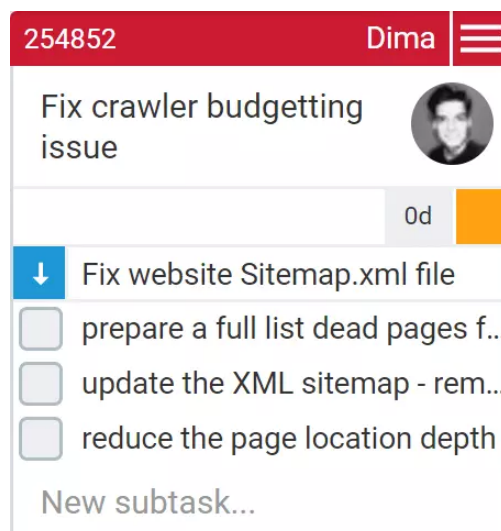 254852 Dima
Fix crawler budgetting
issue
0d
Fix website Sitemap.xml file
prepare a full list dead pages f...
update the XML sitemap - rem...
reduce the page location depth
New subtask...